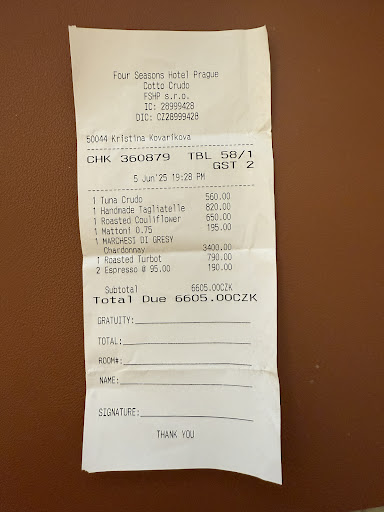 Four Seasons Hotel Prague
Cotto Crudo
FSHP s.r.o.
IC: 28999428
DIC: CZ28999428
50044 Kristina Kovarikova
CHK 360879 TBL 58/1
GST 2
5 Jun'25 19:28 PM
1 Tuna Crudo 560.00
1 Handmade Tagliatelle 820.00
1 Roasted Couliflower 650.00
1 Mattoni 0.75 195.00
1 MARCHESI DI GRESY
Chardonnay 3400.00
1 Roasted Turbot 790.00
2 Espresso @ 95.00 190.00
Subtotal 6605.00CZK
Total Due 6605.00CZK
GRATUITY:
TOTAL:
ROOM#:
NAME:
SIGNATURE:
THANK YOU